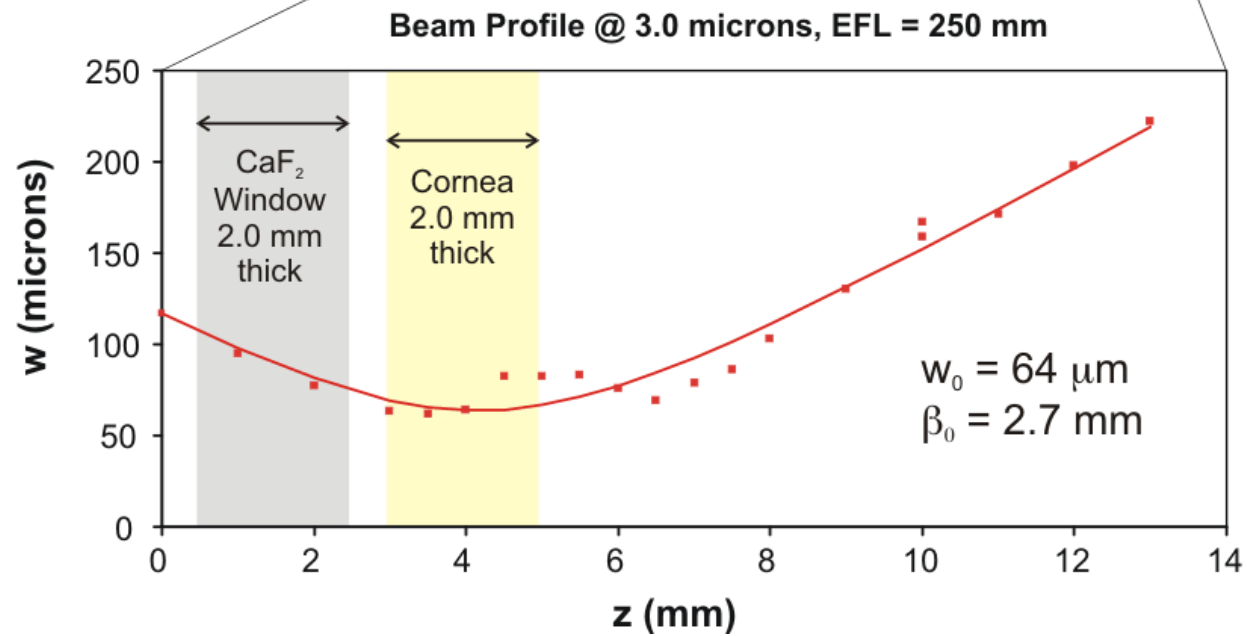 Beam Profile @ 3.0 microns, EFL = 250 mm
250
200
150
100
50
0
w (microns)
CaF₂
Window
2.0 mm
thick
Cornea
2.0 mm
thick
w₀ = 64 μm
β₀ = 2.7 mm
0 2 4 6 8 10 12 14
z (mm)